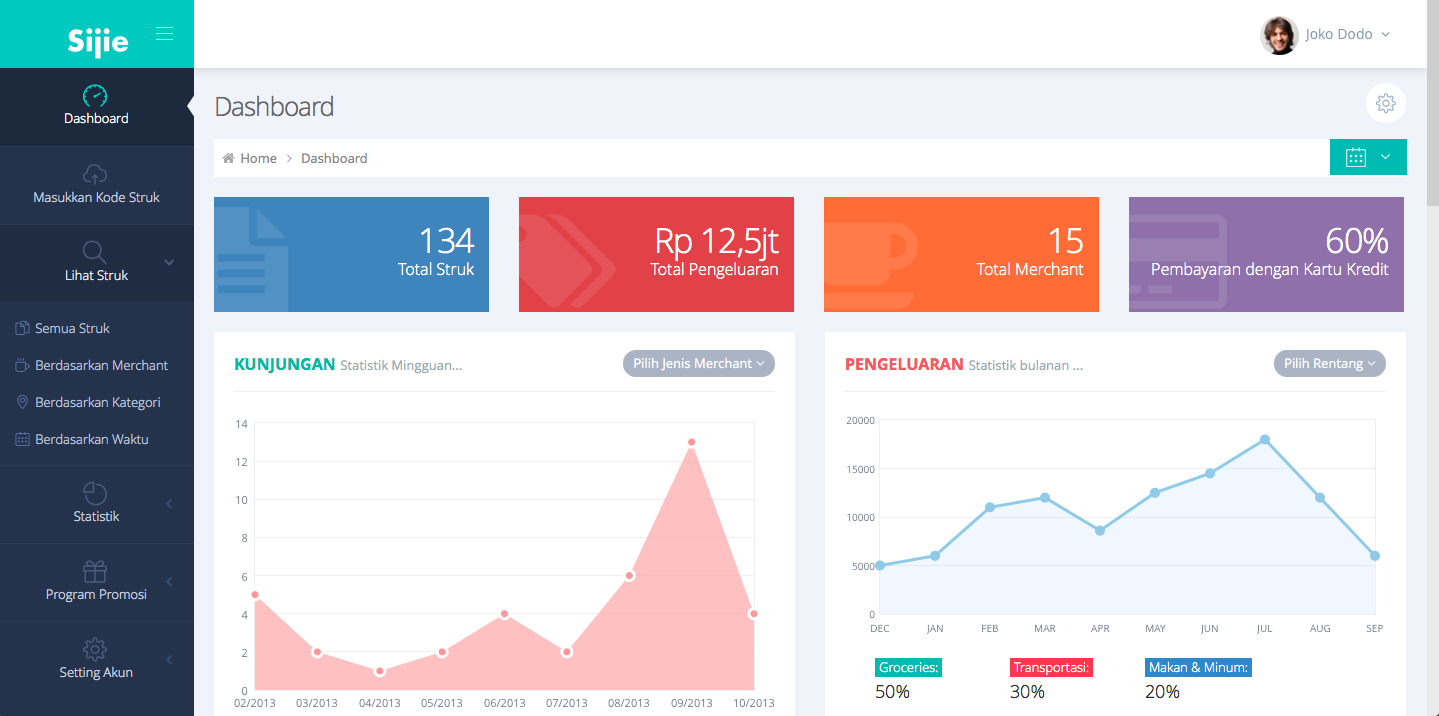 Sijie
Joko Dodo
Dashboard
Masukkan Kode Struk
Lihat Struk
Semua Struk
Berdasarkan Merchant
Berdasarkan Kategori
Berdasarkan Waktu
Statistik
Program Promosi
Setting Akun
Dashboard
Home > Dashboard
134
Total Struk
Rp 12,5jt
Total Pengeluaran
15
Total Merchant
60%
Pembayaran dengan Kartu Kredit
KUNJUNGAN Statistik Mingguan...
Pilih Jenis Merchant
14
12
10
8
6
4
2
0
02/2013 03/2013 04/2013 05/2013 06/2013 07/2013 08/2013 09/2013 10/2013
PENGELUARAN Statistik bulanan ...
Pilih Rentang
20000
15000
10000
5000
0
DEC JAN FEB MAR APR MAY JUN JUL AUG SEP
Groceries: Transportasi: Makan & Minum:
50% 30% 20%